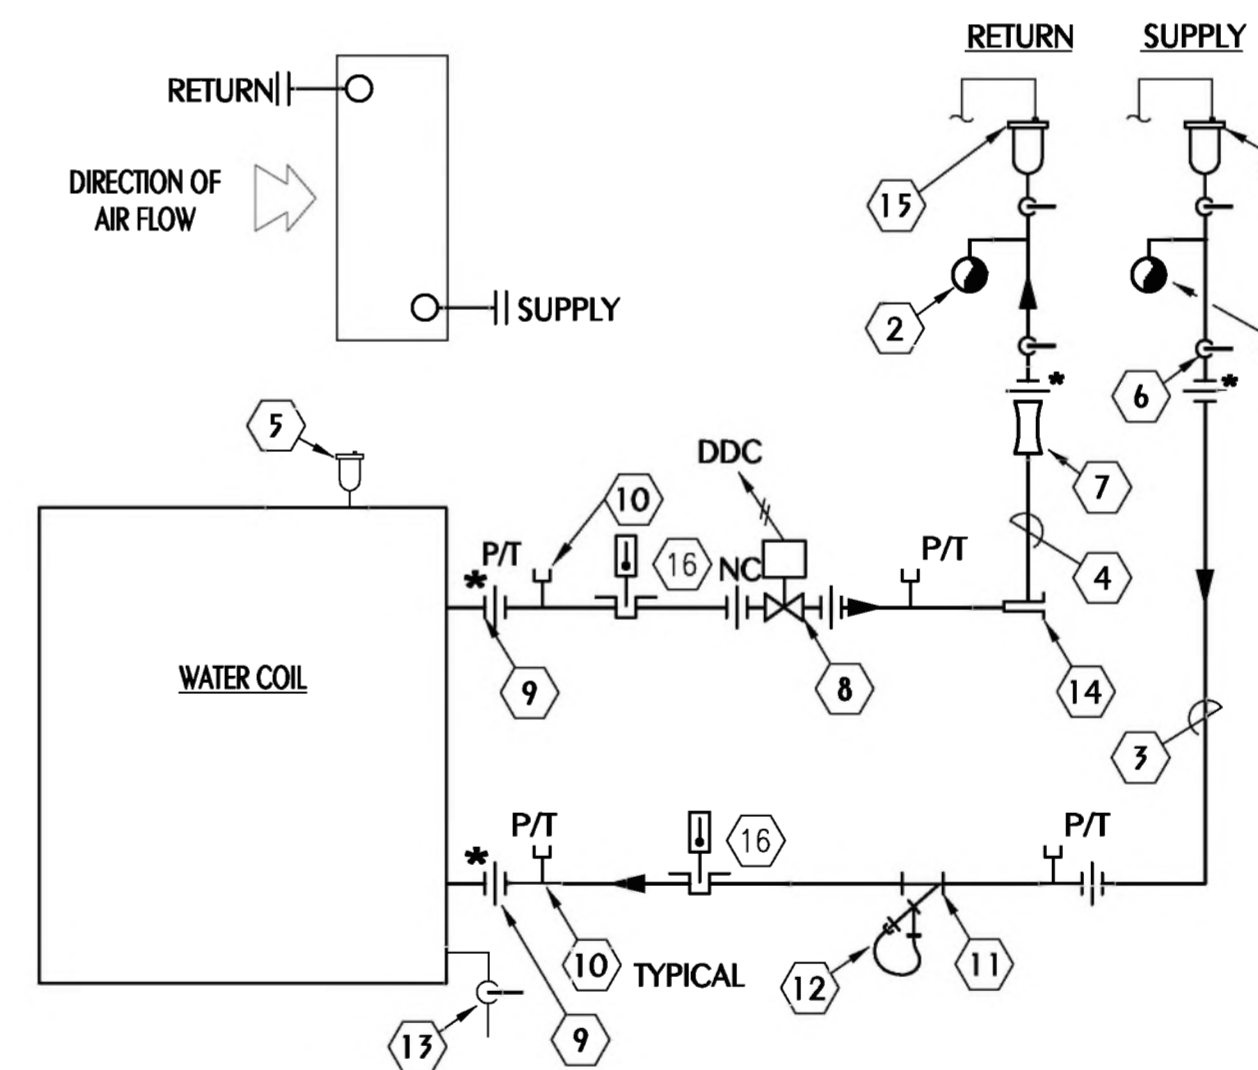 RETURN
SUPPLY
RETURN
DIRECTION OF
AIR FLOW
SUPPLY
15
2
6
*
*
7
5
DDC
10
P/T
*
16
NC
P/T
4
WATER COIL
9
8
14
3
P/T
*
16
P/T
10
TYPICAL
12
11
13
9